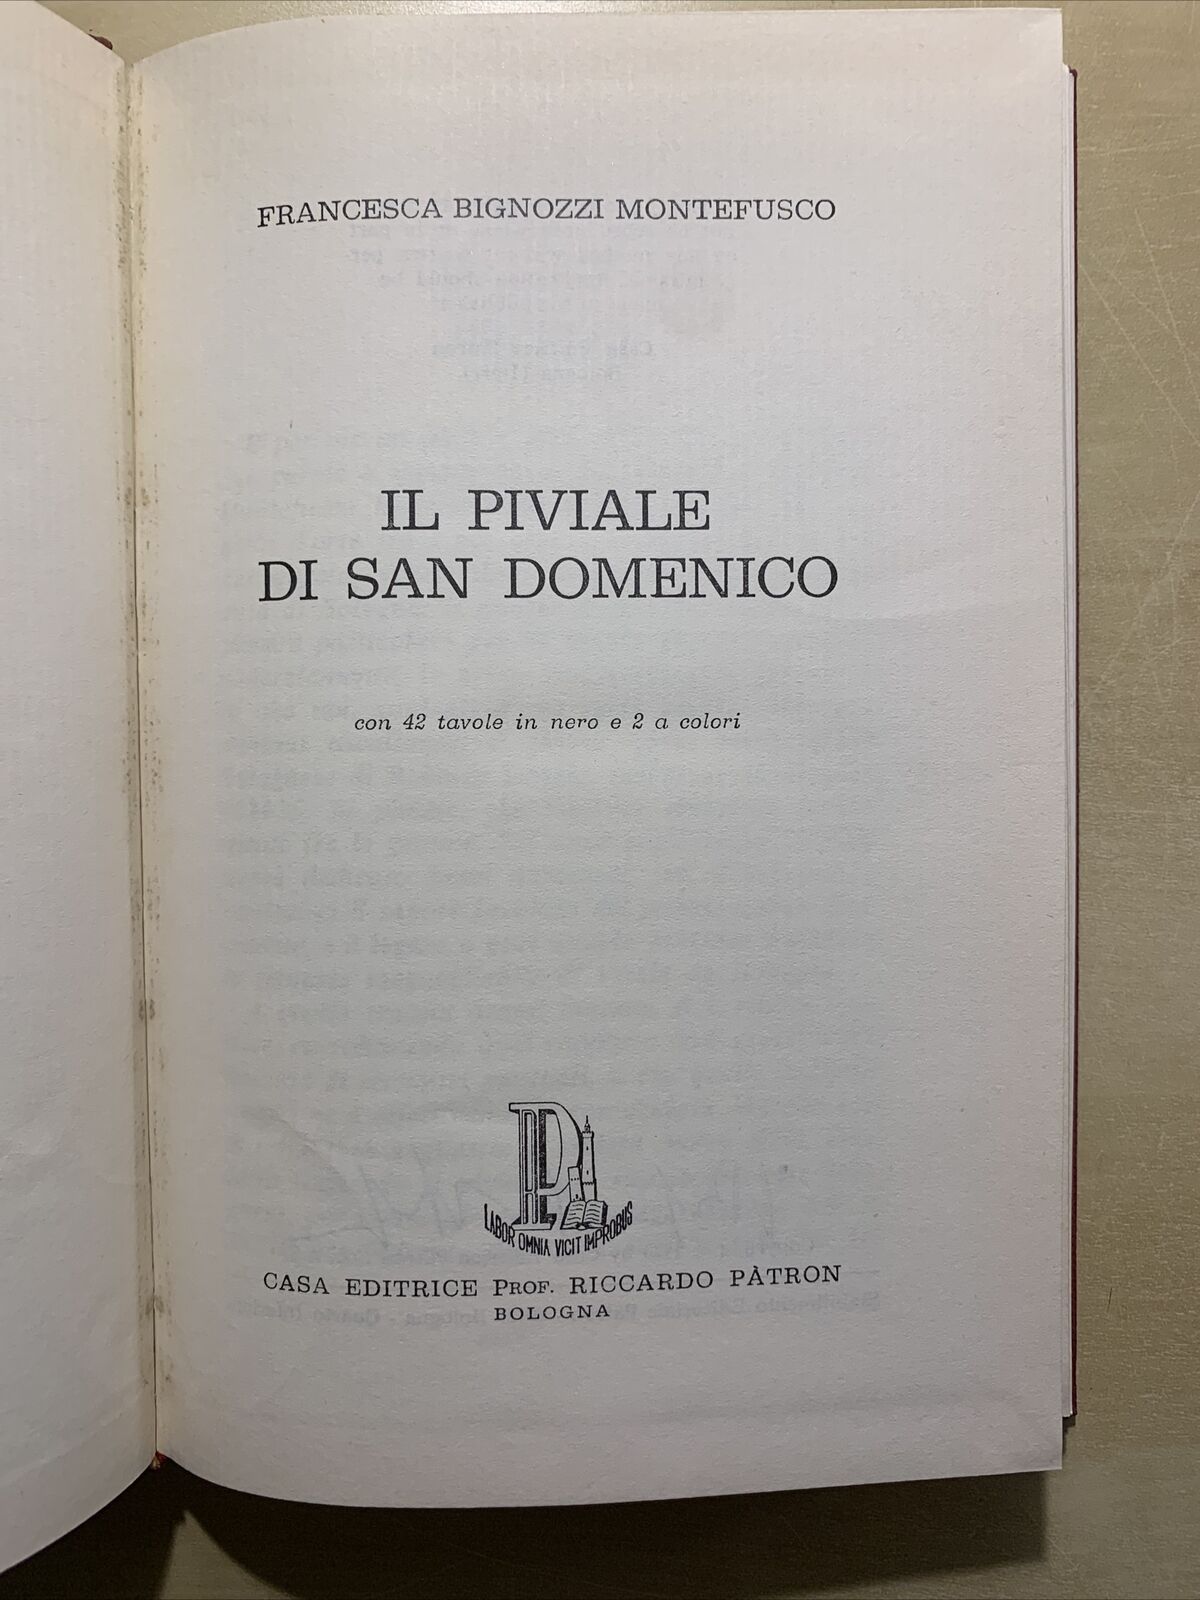 FRANCESCA BIGNOZZI MONTEFUSCO
IL PIVIALE
DI SAN DOMENICO
con 42 tavole in nero e 2 a colori
LABOR OMNIA VICIT IMPROBUS
CASA EDITRICE PROF. RICCARDO PÀTRON
BOLOGNA